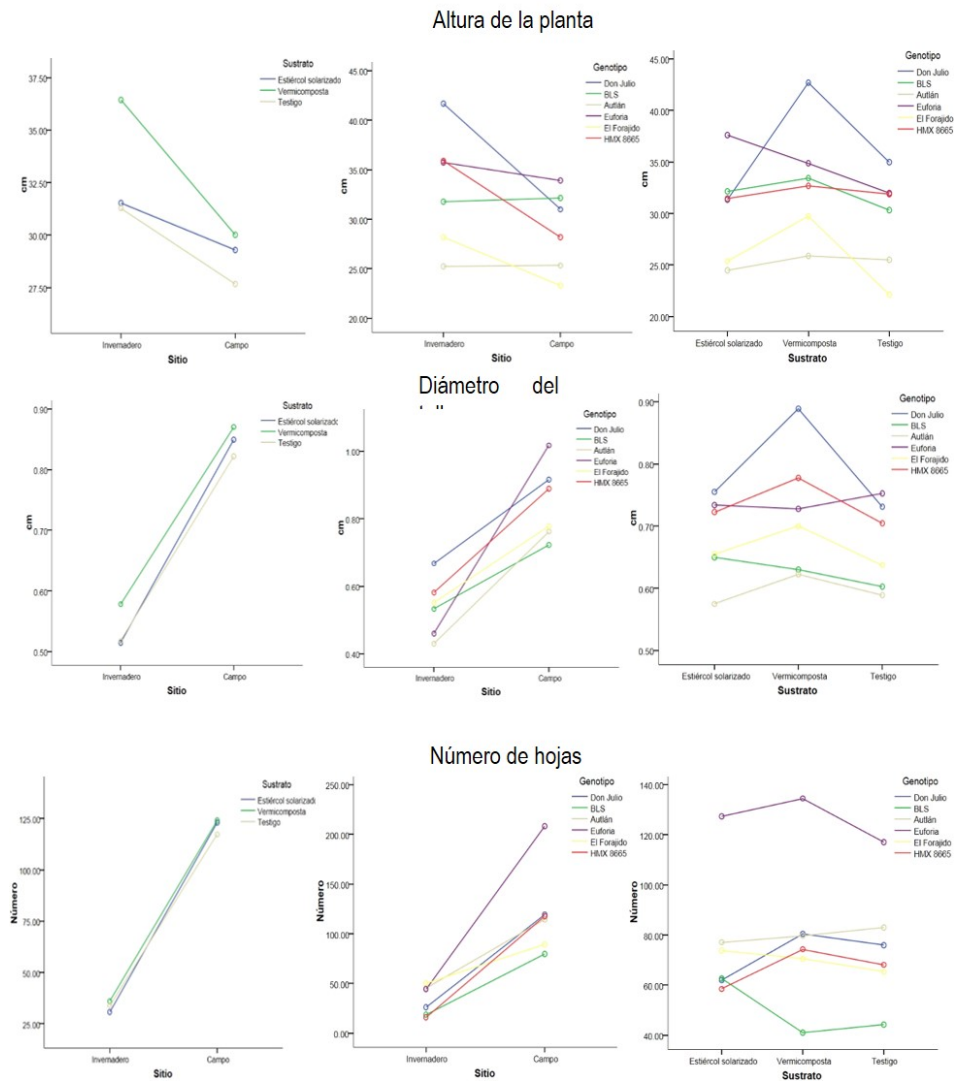 Altura de la planta
Sustrato
Estiércol solarizado
Vermicomposta
Testigo
37.50
35.00
32.50
30.00
27.50
cm
Invernadero
Campo
Sitio
Genotipo
Don Julio
BLS
Autlán
Euforia
El Forajido
HMX 8665
45.00
40.00
35.00
30.00
25.00
20.00
cm
Invernadero
Campo
Sitio
Genotipo
Don Julio
BLS
Autlán
Euforia
El Forajido
HMX 8665
45.00
40.00
35.00
30.00
25.00
20.00
cm
Estiércol solarizado
Vermicomposta
Testigo
Sustrato
Diámetro del
Sustrato
Estiércol solarizado
Vermicomposta
Testigo
0.90
0.80
0.70
0.60
0.50
cm
Invernadero
Campo
Sitio
Genotipo
Don Julio
BLS
Autlán
Euforia
El Forajido
HMX 8665
1.00
0.80
0.60
0.40
cm
Invernadero
Campo
Sitio
Genotipo
Don Julio
BLS
Autlán
Euforia
El Forajido
HMX 8665
0.90
0.80
0.70
0.60
0.50
cm
Estiércol solarizado
Vermicomposta
Testigo
Sustrato
Número de hojas
Sustrato
Estiércol solarizad
Vermicomposta
Testigo
125.00
100.00
75.00
50.00
25.00
Número
Invernadero
Campo
Sitio
Genotipo
Don Julio
BLS
Autlán
Euforia
El Forajido
HMX 8665
250.00
200.00
150.00
100.00
50.00
0.00
Número
Invernadero
Campo
Sitio
Genotipo
Don Julio
BLS
Autlán
Euforia
El Forajido
HMX 8665
140.00
120.00
100.00
80.00
60.00
40.00
Número
Estiércol solarizado
Vermicomposta
Testigo
Sustrato